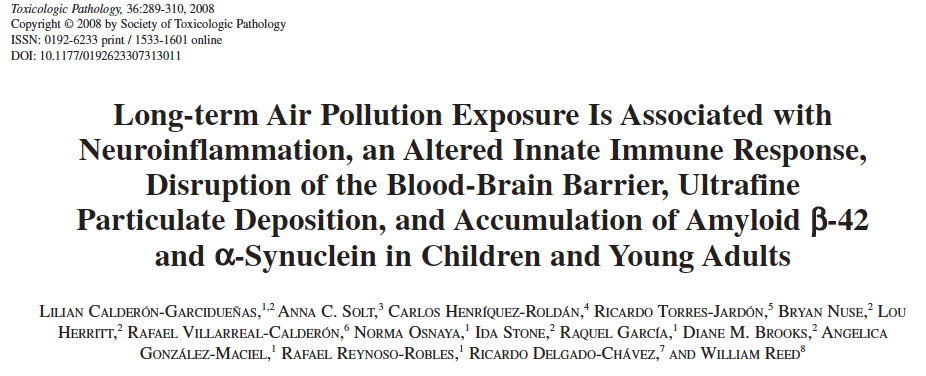 Toxicologic Pathology, 36:289-310, 2008
Copyright © 2008 by Society of Toxicologic Pathology
ISSN: 0192-6233 print / 1533-1601 online
DOI: 10.1177/0192623307313011
Long-term Air Pollution Exposure Is Associated with
Neuroinflammation, an Altered Innate Immune Response,
Disruption of the Blood-Brain Barrier, Ultrafine
Particulate Deposition, and Accumulation of Amyloid β-42
and α-Synuclein in Children and Young Adults
LILIAN CALDERÓN-GARCIDUEÑAS,1,2 ANNA C. SOLT,3 CARLOS HENRÍQUEZ-ROLDÁN,4 RICARDO TORRES-JARDÓN,5 BRYAN NUSE,2 LOU
HERRITT,2 RAFAEL VILLARREAL-CALDERÓN,6 NORMA OSNAYA,1 IDA STONE,2 RAQUEL GARCÍA,1 DIANE M. BROOKS,2 ANGELICA
GONZÁLEZ-MACIEL,1 RAFAEL REYNOSO-ROBLES,1 RICARDO DELGADO-CHÁVEZ,7 AND WILLIAM REED8